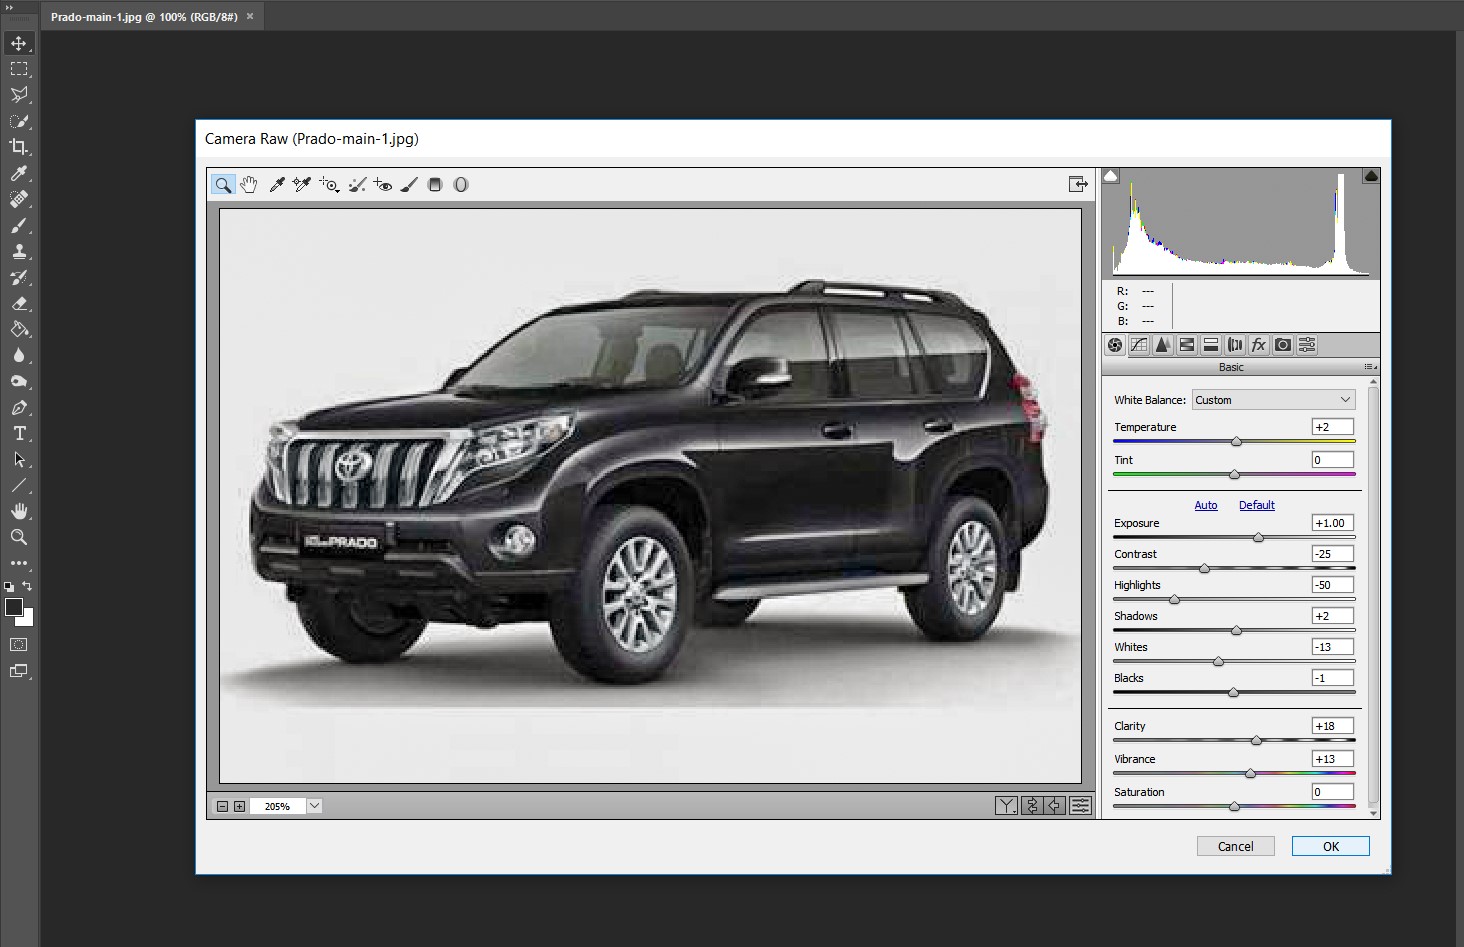 Prado-main-1.jpg @ 100% (RGB/8#) ×
Camera Raw (Prado-main-1.jpg)
R: ---
G: ---
B: ---
fx
Basic
White Balance: Custom
Temperature +2
Tint 0
Auto Default
Exposure +1.00
Contrast -25
Highlights -50
Shadows +2
Whites -13
Blacks -1
Clarity +18
Vibrance +13
Saturation 0
PRADO
205%
Cancel OK